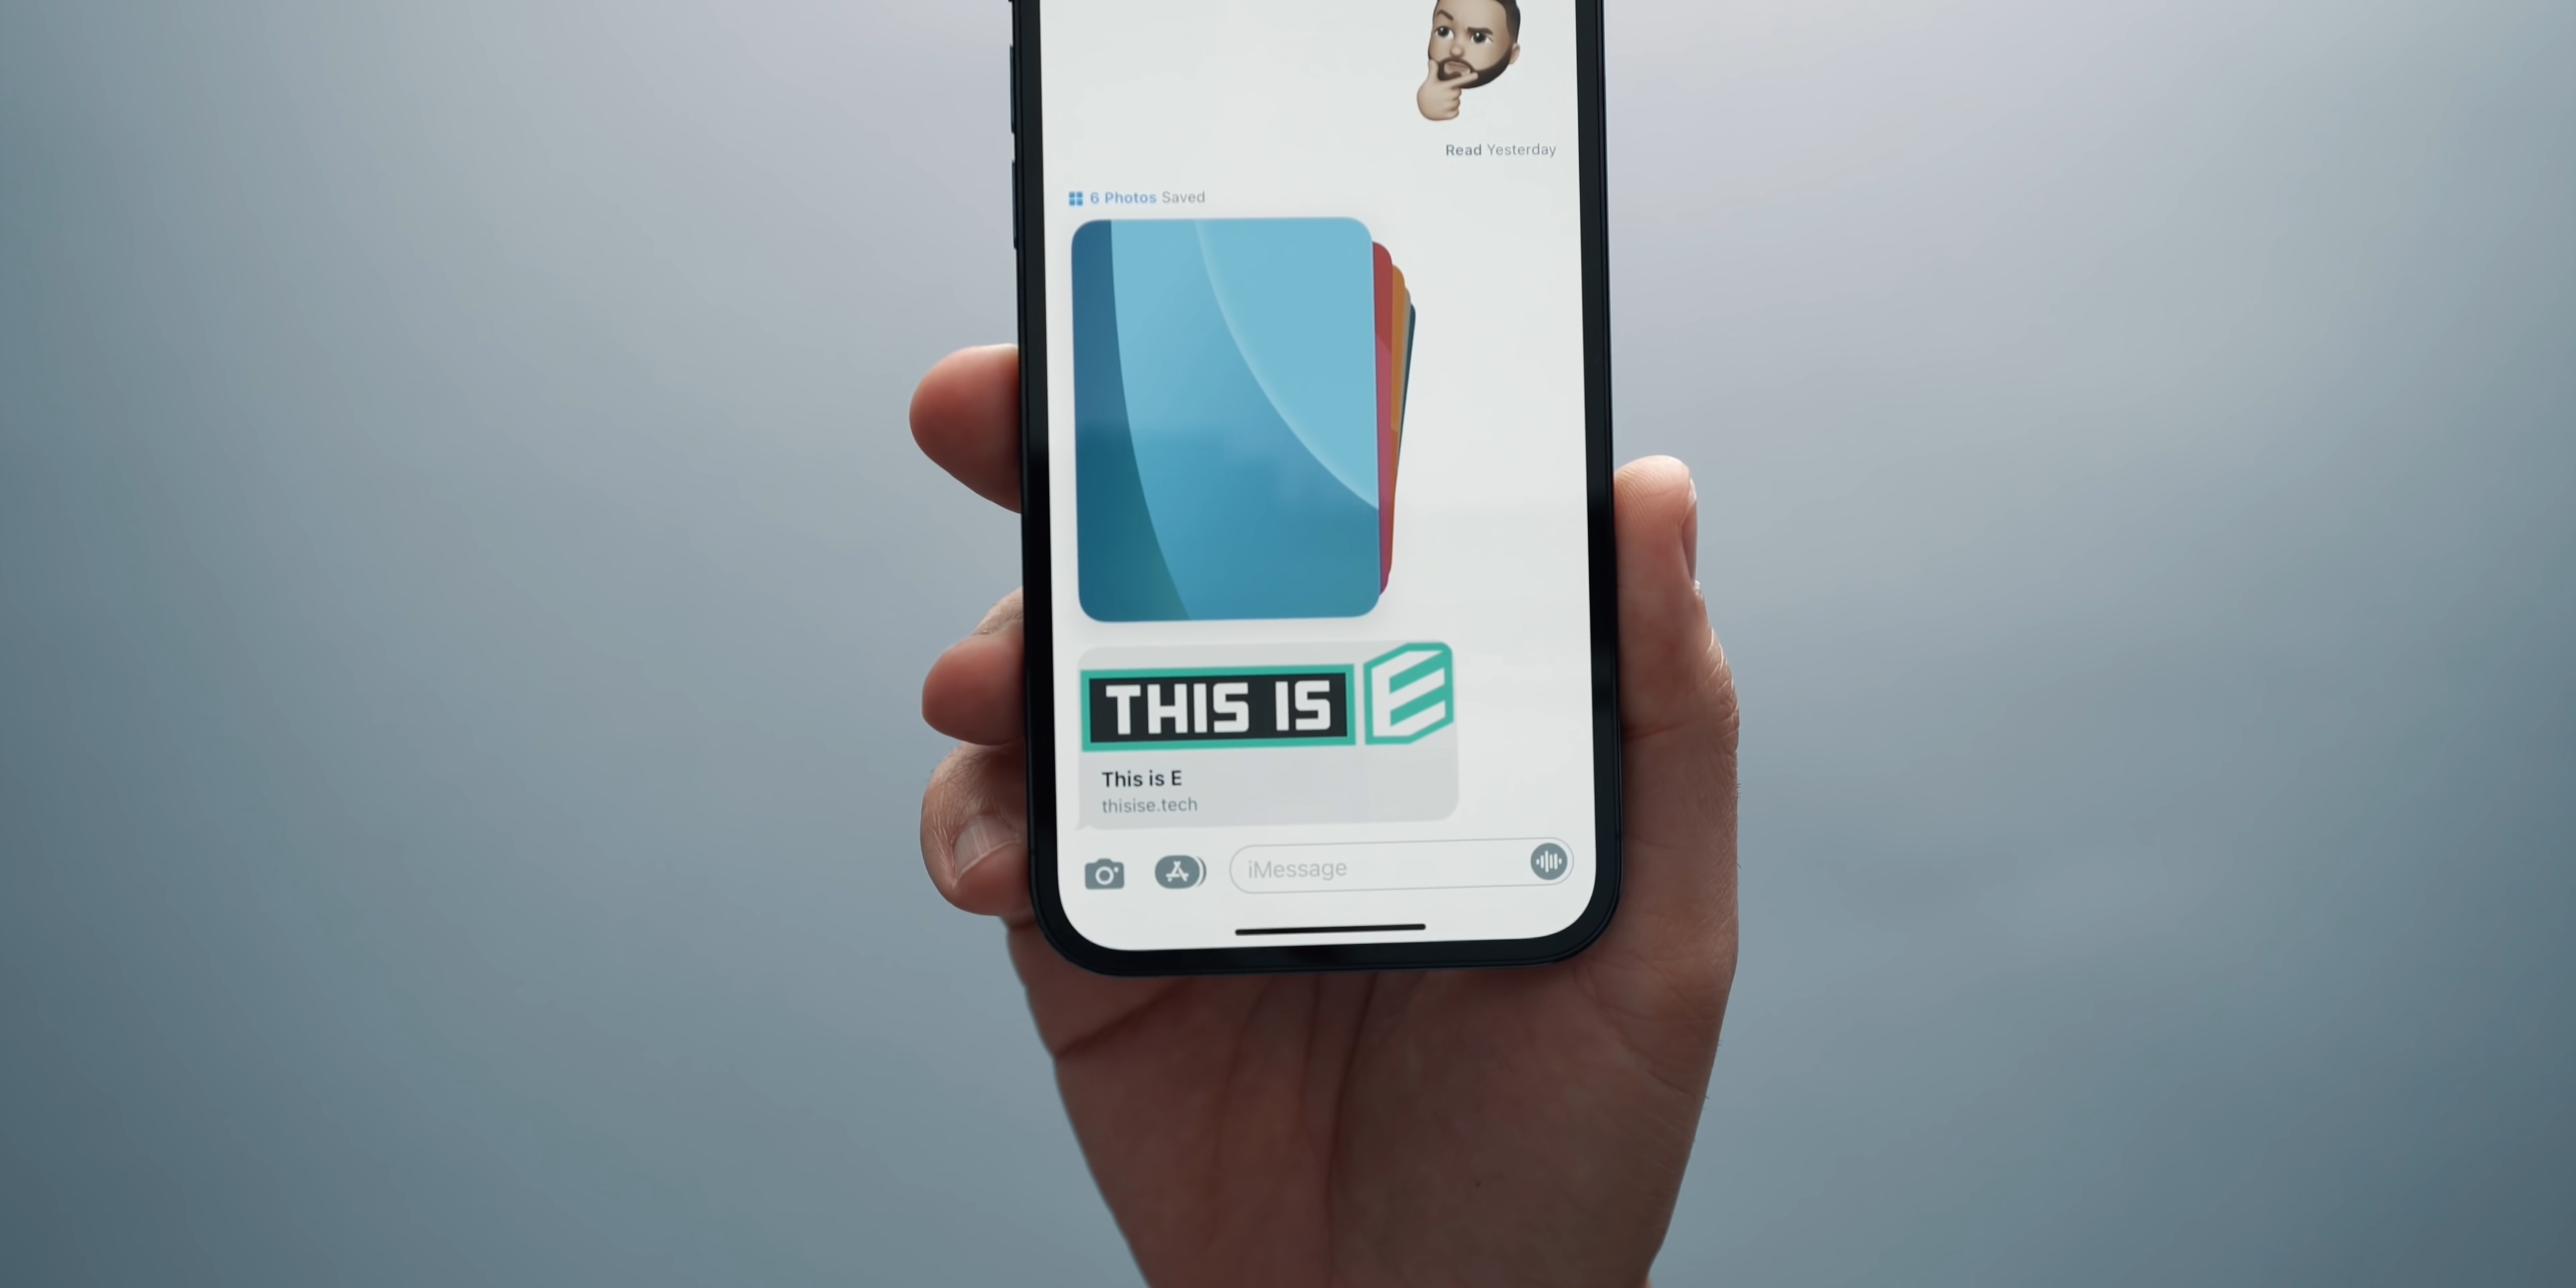 Read Yesterday
6 Photos Saved
THIS IS E
This is E
thisise.tech
iMessage